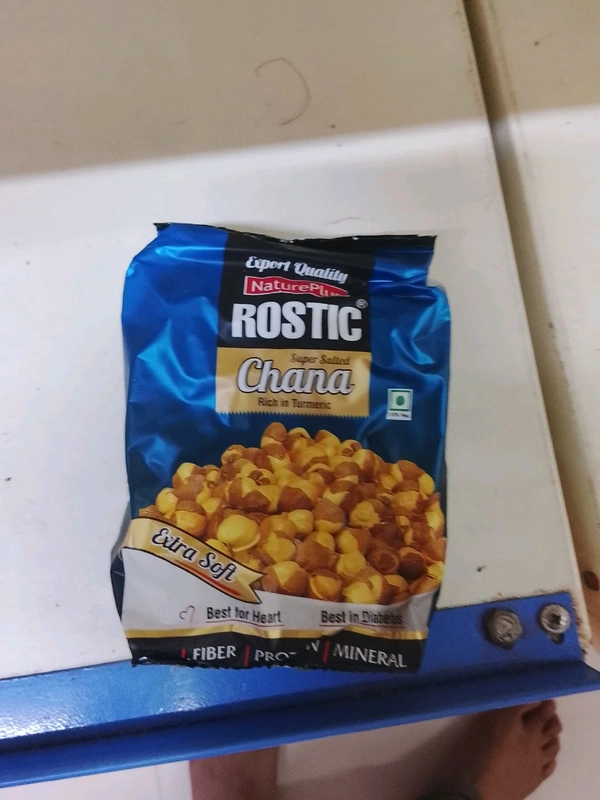 Export Quality
NaturePlus
ROSTIC®
Super Salted
Chana
Rich in Turmeric
Extra Soft
Best for Heart
Best in Diabetes
FIBER | | MINERAL